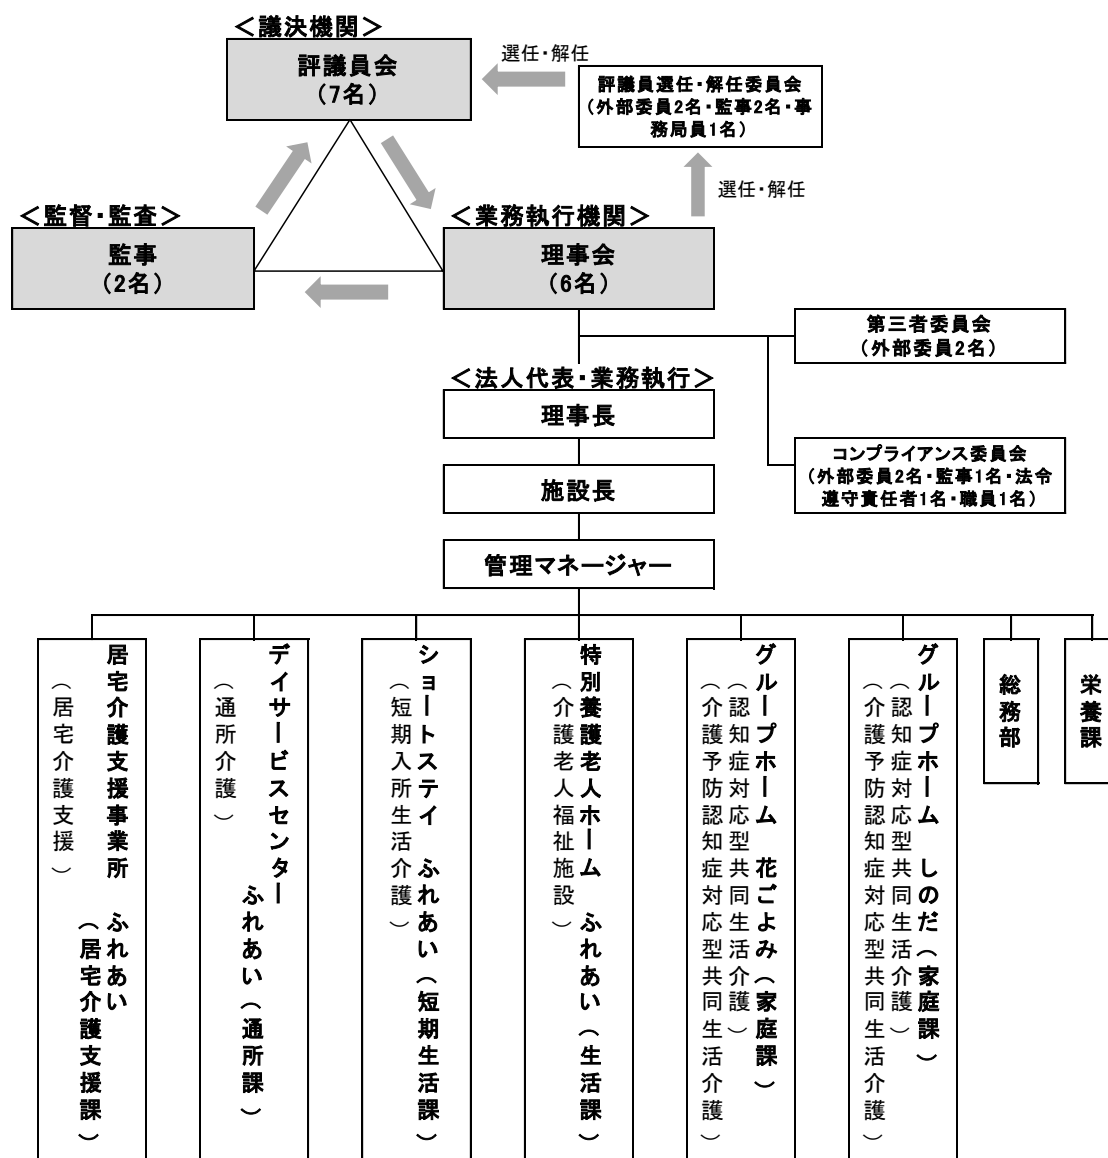 ＜議決機関＞
評議員会
（7名）
選任・解任
評議員選任・解任委員会
（外部委員2名・監事2名・事
務局員1名）
選任・解任
＜監督・監査＞
監事
（2名）
＜業務執行機関＞
理事会
（6名）
第三者委員会
（外部委員2名）
＜法人代表・業務執行＞
理事長
コンプライアンス委員会
（外部委員2名・監事1名・法令
遵守責任者1名・職員1名）
施設長
管理マネージャー
居宅介護支援事業所　ふれあい
（居宅介護支援課）
（居宅介護支援）
デイサービスセンター
ふれあい（通所課）
（通所介護）
ショートステイ　ふれあい（短期生活課）
（短期入所生活介護）
特別養護老人ホーム　ふれあい（生活課）
（介護老人福祉施設）
グループホーム　花ごよみ（家庭課）
（認知症対応型共同生活介護）
（介護予防認知症対応型共同生活介護）
グループホーム　しのだ（家庭課）
（認知症対応型共同生活介護）
（介護予防認知症対応型共同生活介護）
総務部
栄養課